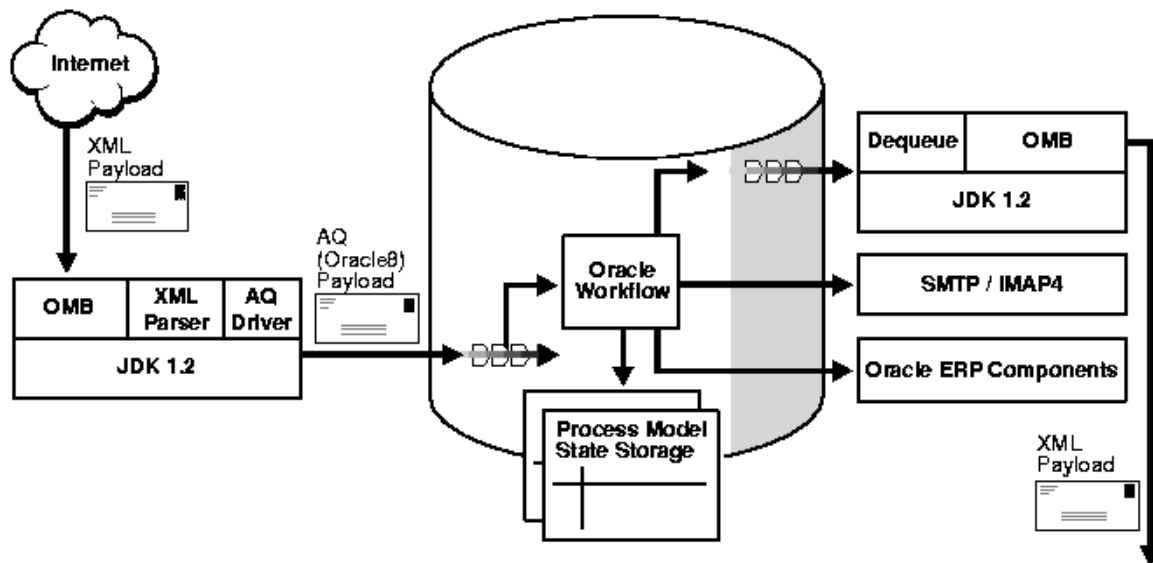 Internet
XML
Payload
OMB
XML
Parser
AQ
Driver
JDK 1.2
AQ
(Oracle8)
Payload
Oracle
Workflow
Process Model
State Storage
Dequeue
OMB
JDK 1.2
SMTP / IMAP4
Oracle ERP Components
XML
Payload